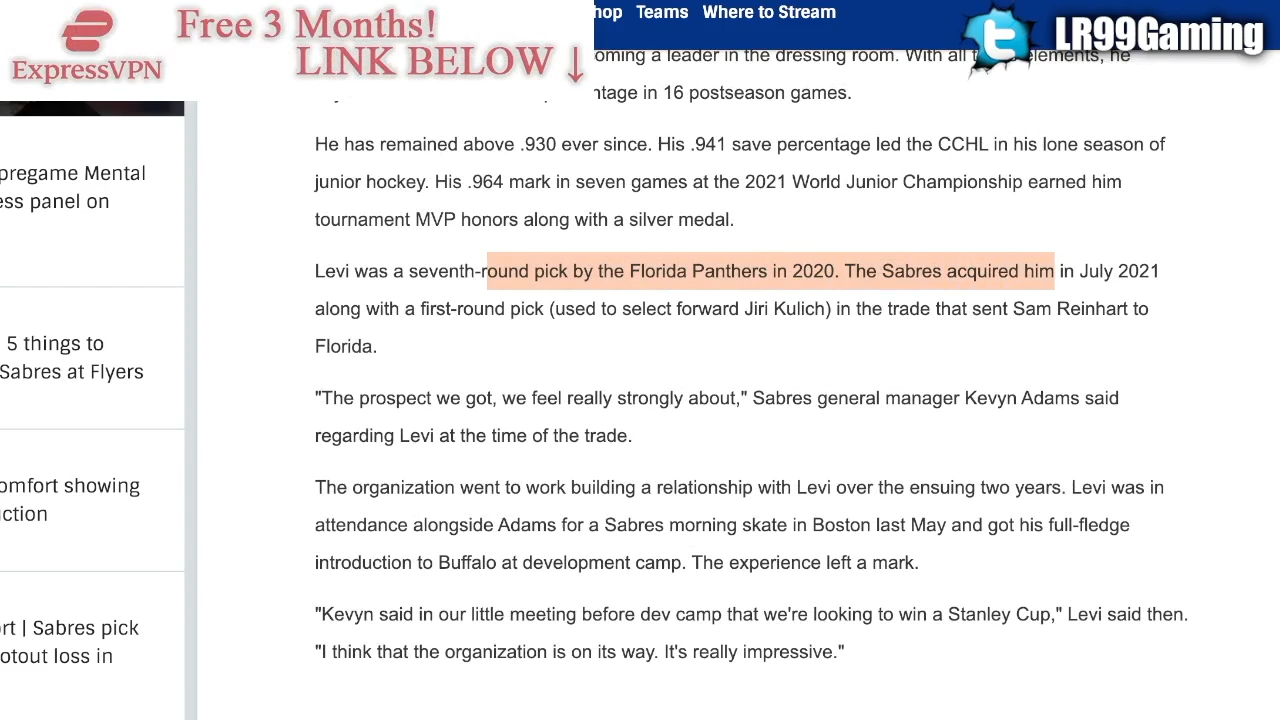 ExpressVPN
Free 3 Months!
LINK BELOW ↓
hop Teams Where to Stream
LR99Gaming
oming a leader in the dressing room. With all elements, he
ntage in 16 postseason games.
He has remained above .930 ever since. His .941 save percentage led the CCHL in his lone season of
junior hockey. His .964 mark in seven games at the 2021 World Junior Championship earned him
tournament MVP honors along with a silver medal.
Levi was a seventh-round pick by the Florida Panthers in 2020. The Sabres acquired him in July 2021
along with a first-round pick (used to select forward Jiri Kulich) in the trade that sent Sam Reinhart to
Florida.
"The prospect we got, we feel really strongly about," Sabres general manager Kevyn Adams said
regarding Levi at the time of the trade.
The organization went to work building a relationship with Levi over the ensuing two years. Levi was in
attendance alongside Adams for a Sabres morning skate in Boston last May and got his full-fledge
introduction to Buffalo at development camp. The experience left a mark.
"Kevyn said in our little meeting before dev camp that we're looking to win a Stanley Cup," Levi said then.
"I think that the organization is on its way. It's really impressive."
pregame Mental
ess panel on
5 things to
Sabres at Flyers
omfort showing
uction
rt | Sabres pick
ootout loss in